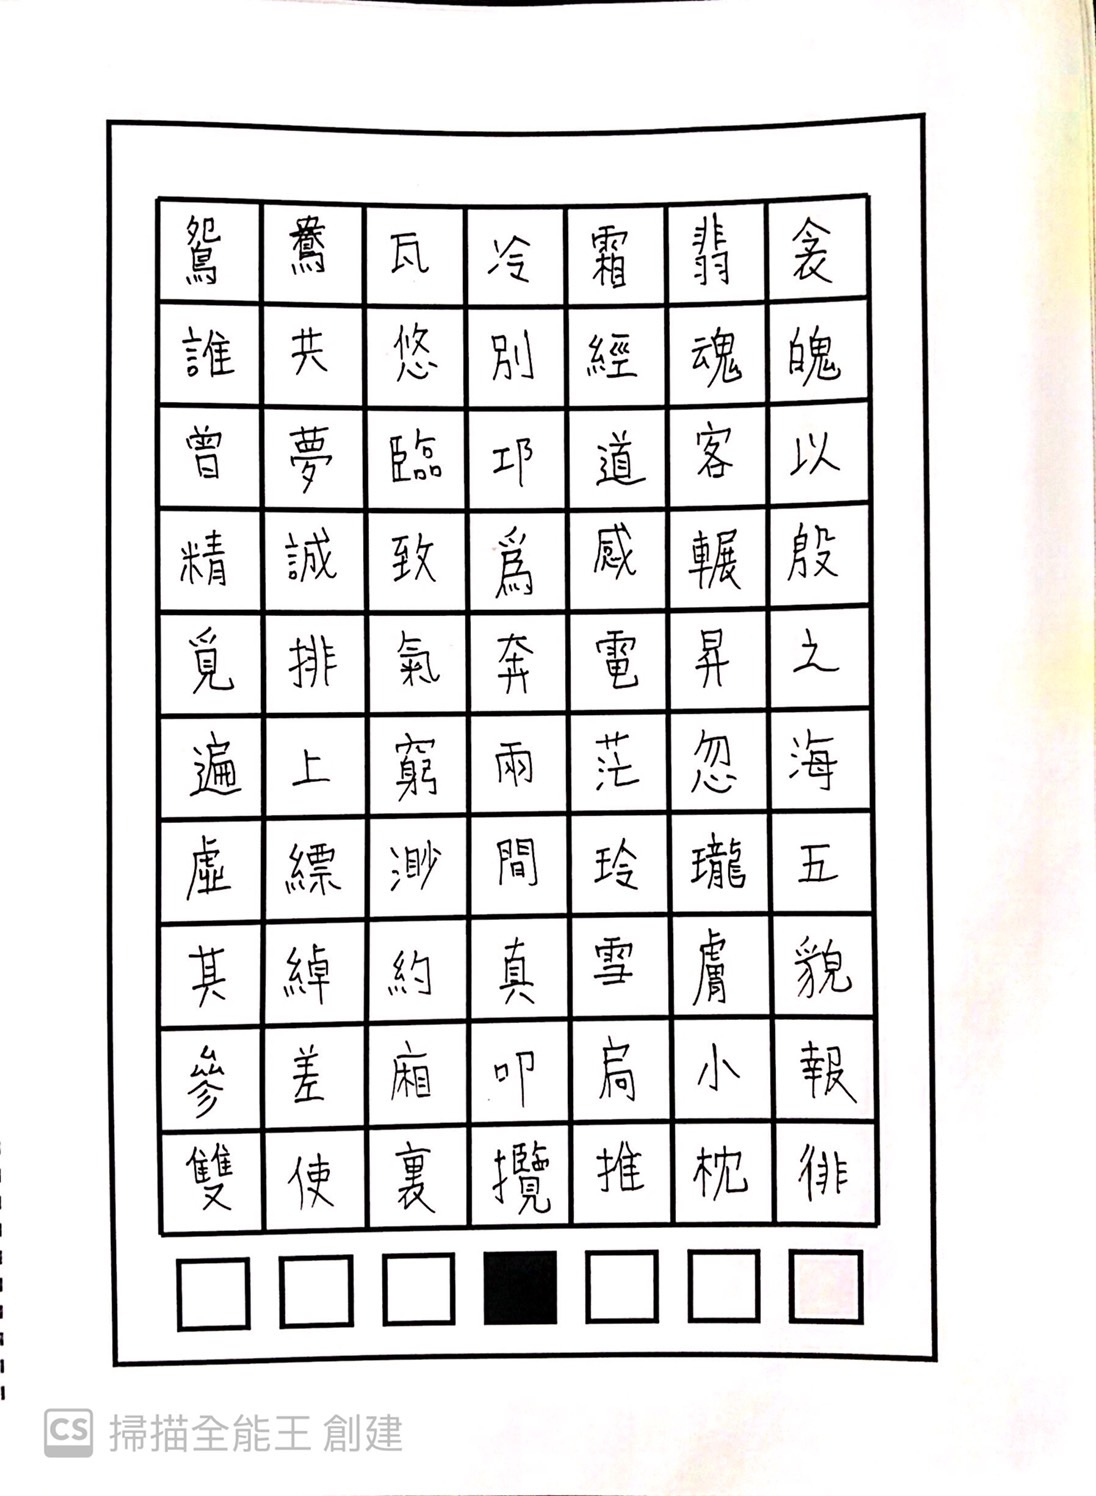 鴛鴦瓦冷霜翡衾
誰共悠別經魂魄
曾夢臨邛道客以
精誠致為感輾殷
覓排氣奔電昇之
遍上窮兩茫忽海
虛縹渺間玲瓏五
其綽約真雪膚貌
參差廂叩扃小報
雙使裏攬推枕徘
CS 掃描全能王 創建